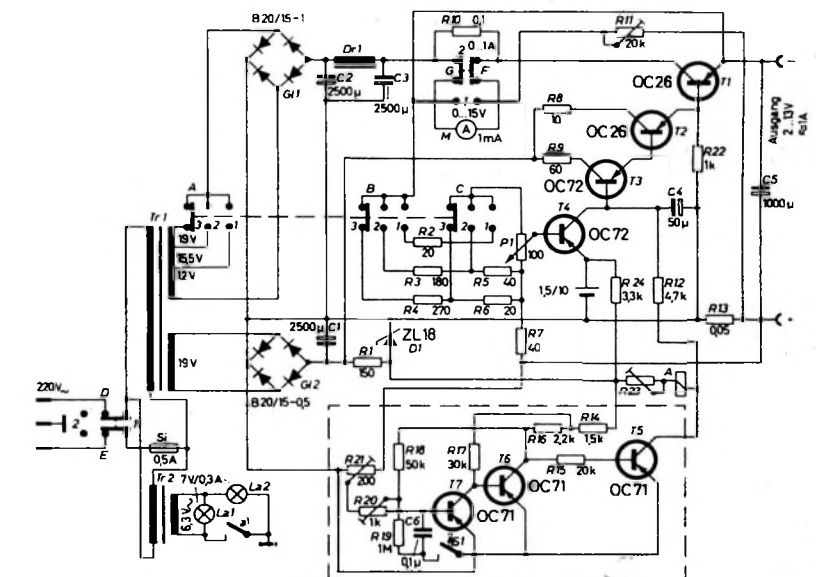 B20/15-1
R10 0,1
R11
20k
0...1A
2
Dr1
C2
2500µ
C3
2500µ
Gl1
G
F
1
0...15V
M
A
1mA
OC26
T1
R8
10
OC26
T2
R9
60
OC72
T3
R22
1k
Ausgang
2...13V
C5
1000µ
C4
50µ
A
B
C
Tr1
3
2
1
3
2
1
3
2
1
19V
15,5V
12V
R2
20
R3 180
R5 40
R4 270
R6 20
P1
100
T4
OC72
1,5/10
R24
3,3k
R12
4,7k
R13
0,05
2500µ
C1
ZL18
D1
R7
40
19V
Gl2
R1
150
B20/15-0,5
R23
A
220V~
D
2
1
E
Si
0,5A
R21
200
R18
50k
R17
30k
R16 2,2k
R14
1,5k
T5
T6
R15 20k
OC71
T7
OC71
OC71
R20
1k
R19
1M
C6
0,1µ
Tr2
7V/0,3A
La2
6,3V~
La1
a1